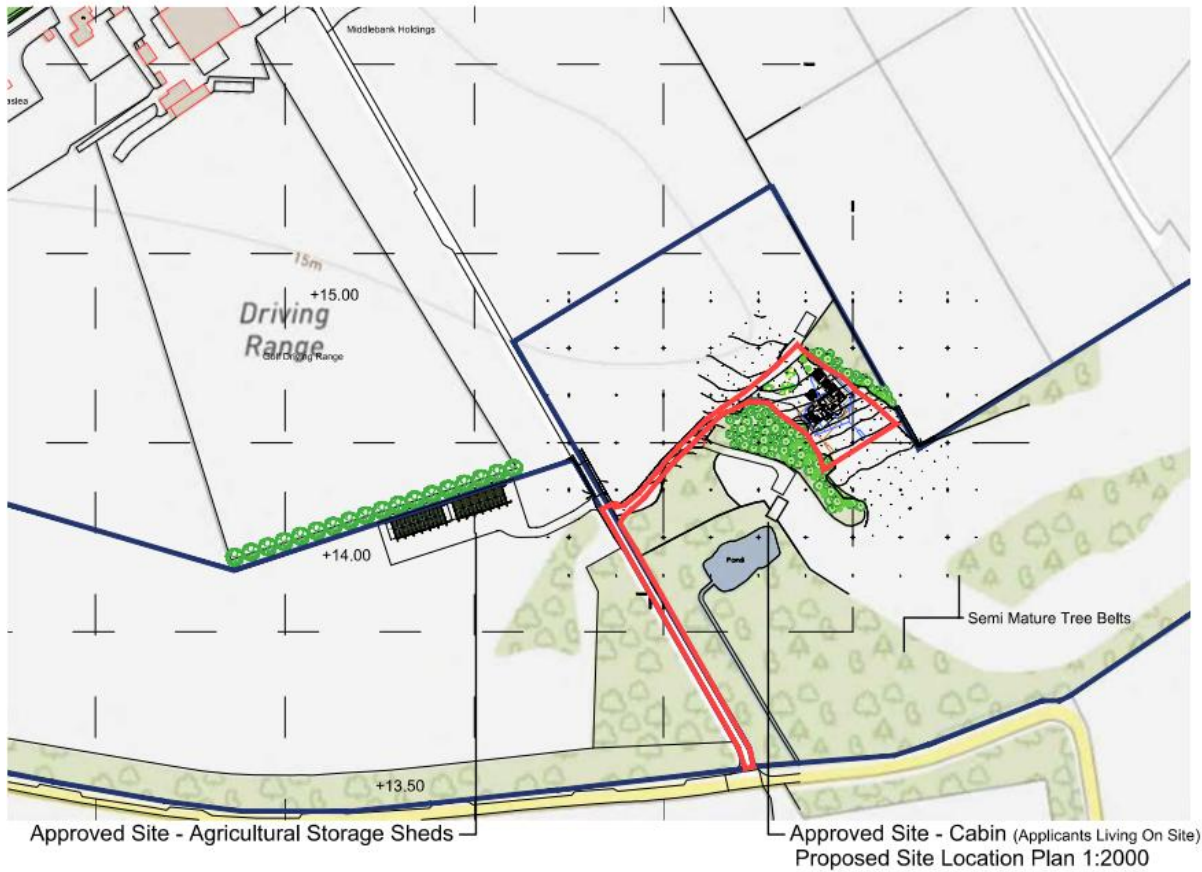 Middlebank Holdings
aslea
15m
+15.00
Driving
Range
Golf Driving Range
+14.00
Pond
Semi Mature Tree Belts
+13.50
Approved Site - Agricultural Storage Sheds
Approved Site - Cabin (Applicants Living On Site)
Proposed Site Location Plan 1:2000